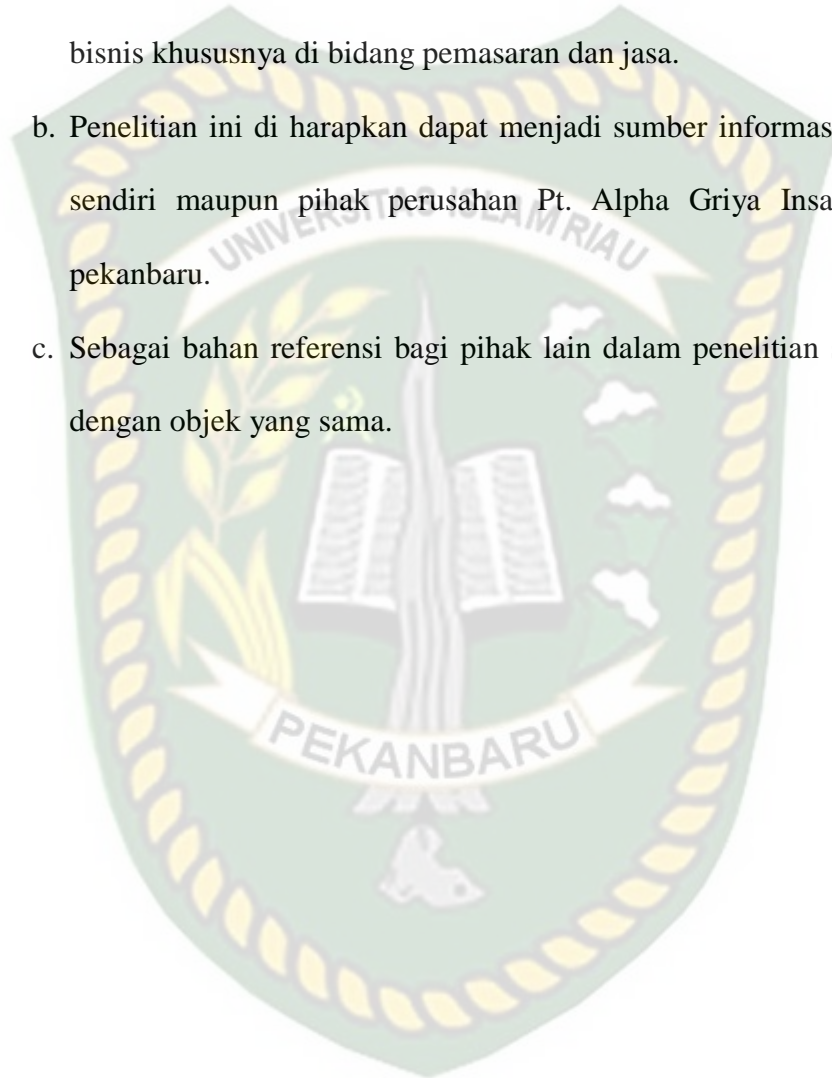 bisnis khususnya di bidang pemasaran dan jasa.
b. Penelitian ini di harapkan dapat menjadi sumber informas
sendiri maupun pihak perusahan Pt. Alpha Griya Insa
pekanbaru.
c. Sebagai bahan referensi bagi pihak lain dalam penelitian
dengan objek yang sama.
UNIVERSITAS ISLAM RIAU
PEKANBARU